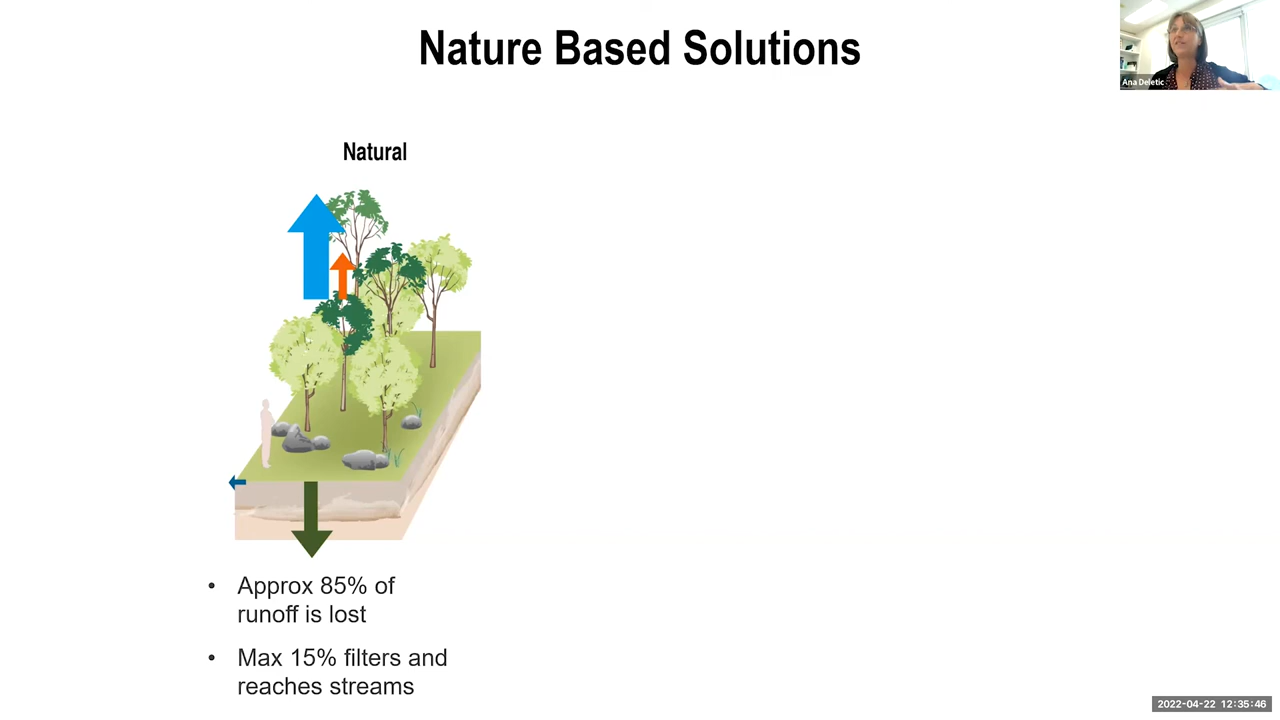 Nature Based Solutions
Ana Deletic
Natural
• Approx 85% of
runoff is lost
• Max 15% filters and
reaches streams
2022-04-22 12:35:46